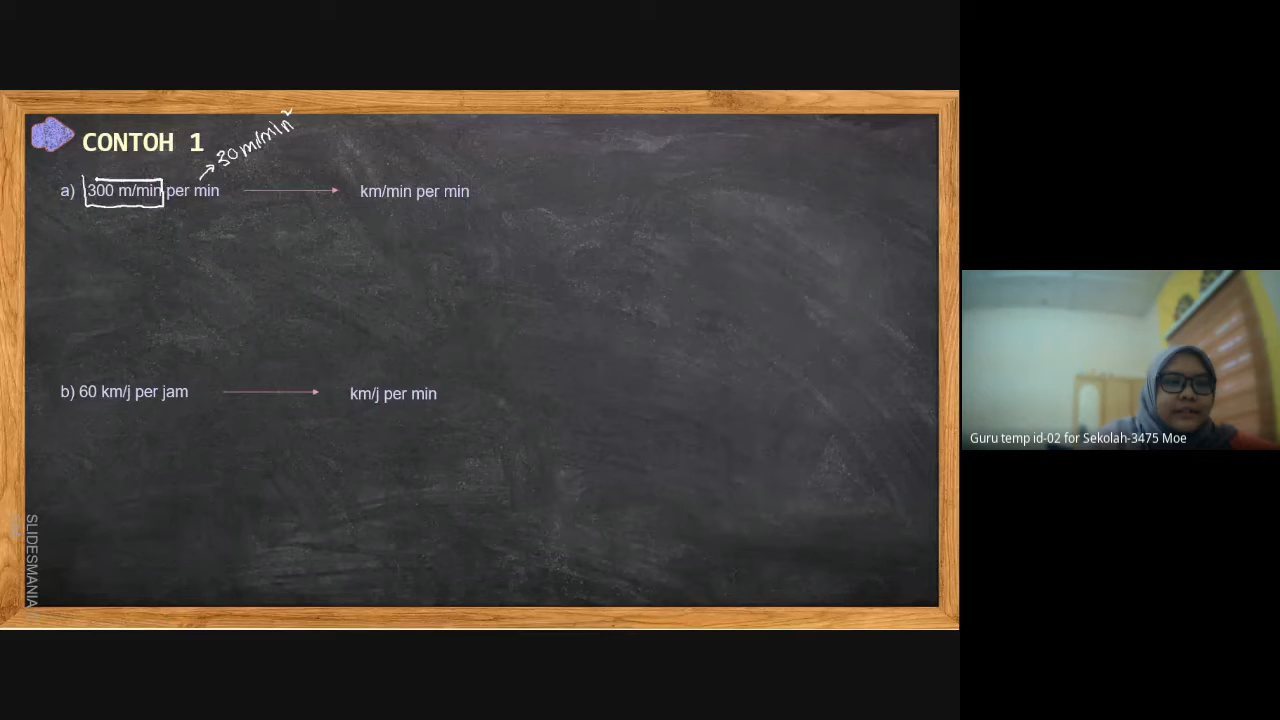 CONTOH 1
→ 30 m/min²
a) 300 m/min per min
km/min per min
b) 60 km/j per jam
km/j per min
SLIDESMANIA
Guru temp id-02 for Sekolah-3475 Moe